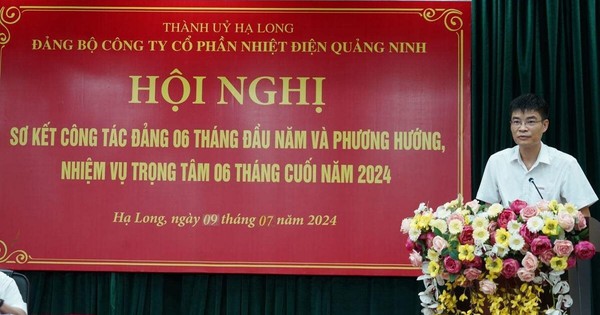 THÀNH UỶ HẠ LONG
ĐẢNG BỘ CÔNG TY CỔ PHẦN NHIỆT ĐIỆN QUẢNG NINH
HỘI NGHỊ
SƠ KẾT CÔNG TÁC ĐẢNG 06 THÁNG ĐẦU NĂM VÀ PHƯƠNG HƯỚNG,
NHIỆM VỤ TRỌNG TÂM 06 THÁNG CUỐI NĂM 2024
Hạ Long, ngày 09 tháng 07 năm 2024